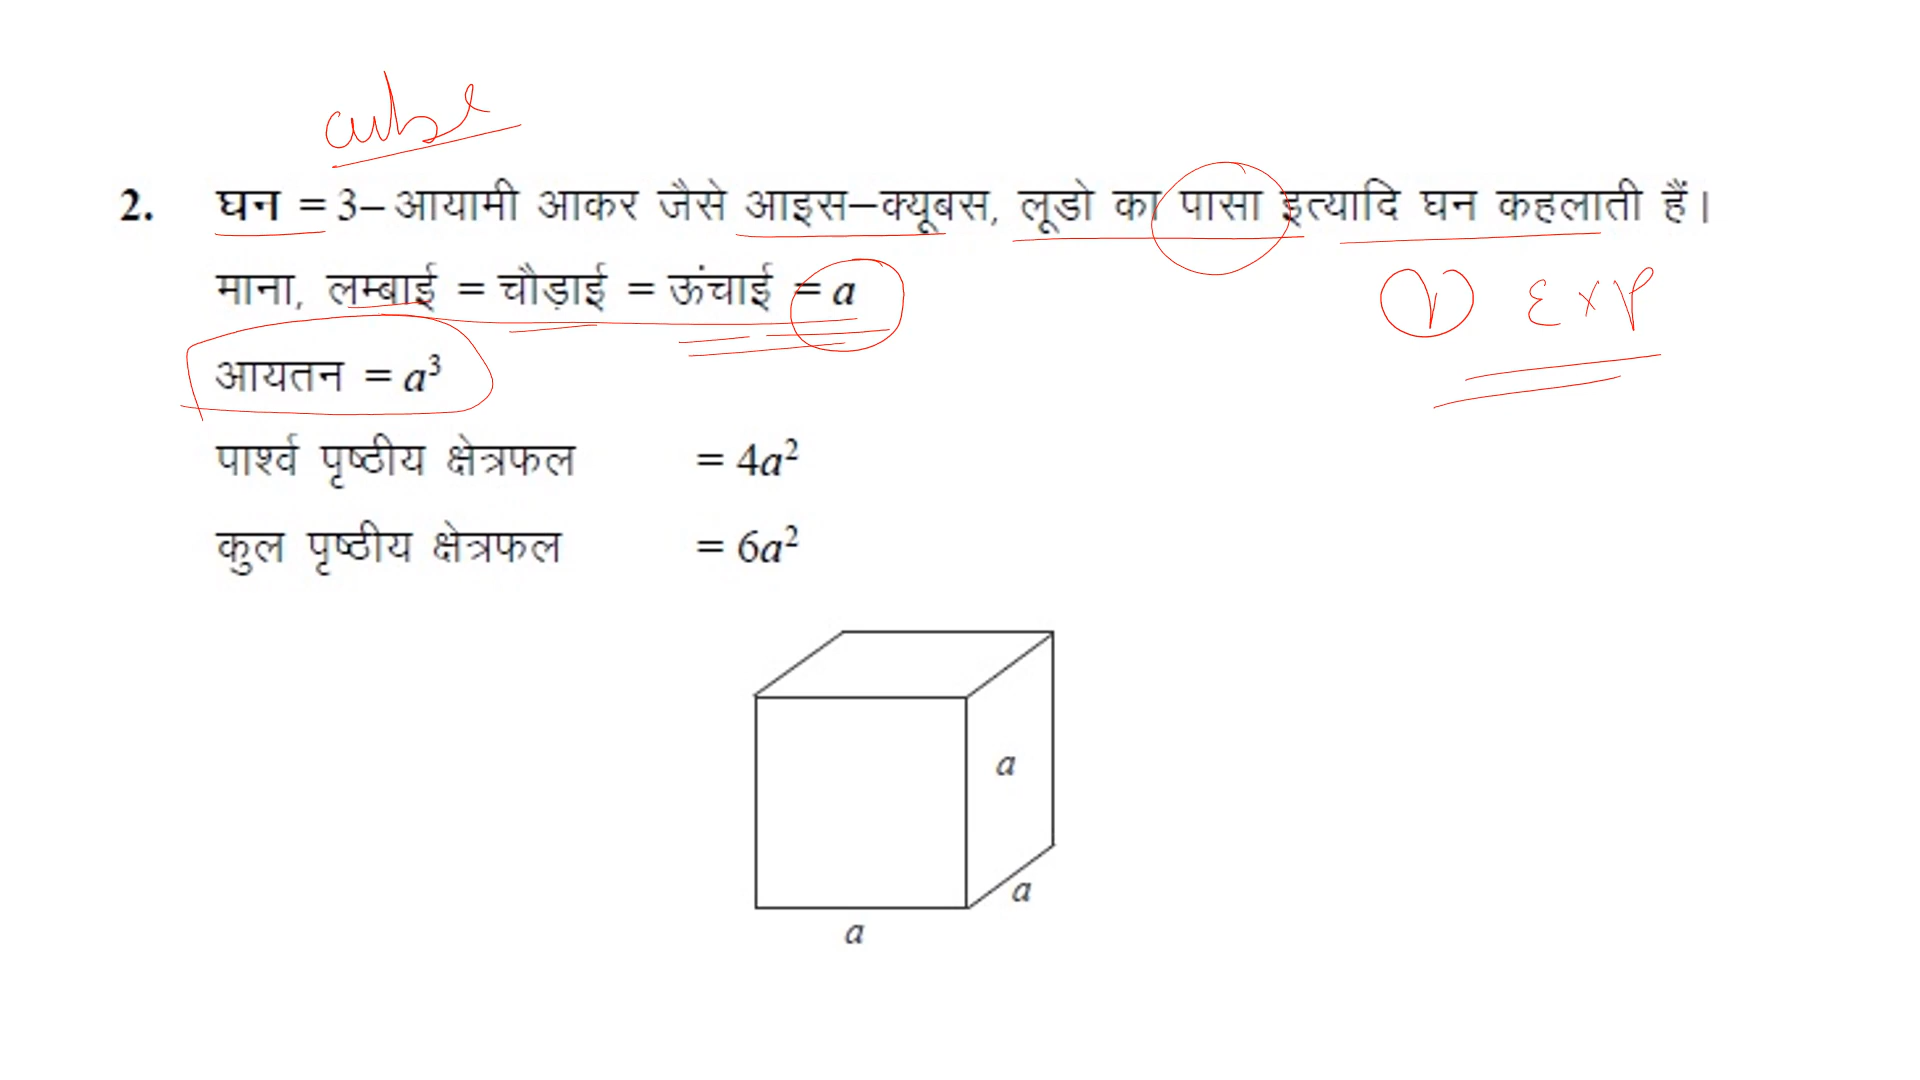 cube
2. घन = 3– आयामी आकर जैसे आइस–क्यूबस, लूडो का पासा इत्यादि घन कहलाती हैं।
माना, लम्बाई = चौड़ाई = ऊंचाई = a
आयतन = a³
पार्श्व पृष्ठीय क्षेत्रफल = 4a²
कुल पृष्ठीय क्षेत्रफल = 6a²
a
a
a